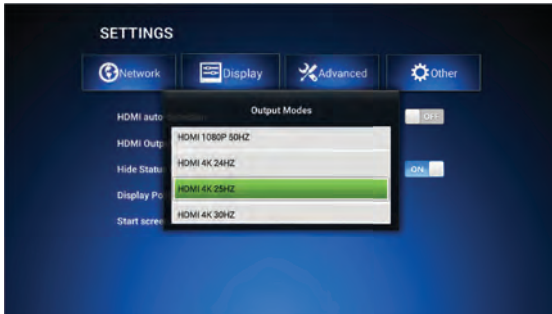 SETTINGS
Network Display Advanced Other
Output Modes
HDMI auto OFF
HDMI 1080P 50HZ
HDMI Outp
HDMI 4K 24HZ
Hide Statu ON
HDMI 4K 25HZ
Display Po
HDMI 4K 30HZ
Start scree